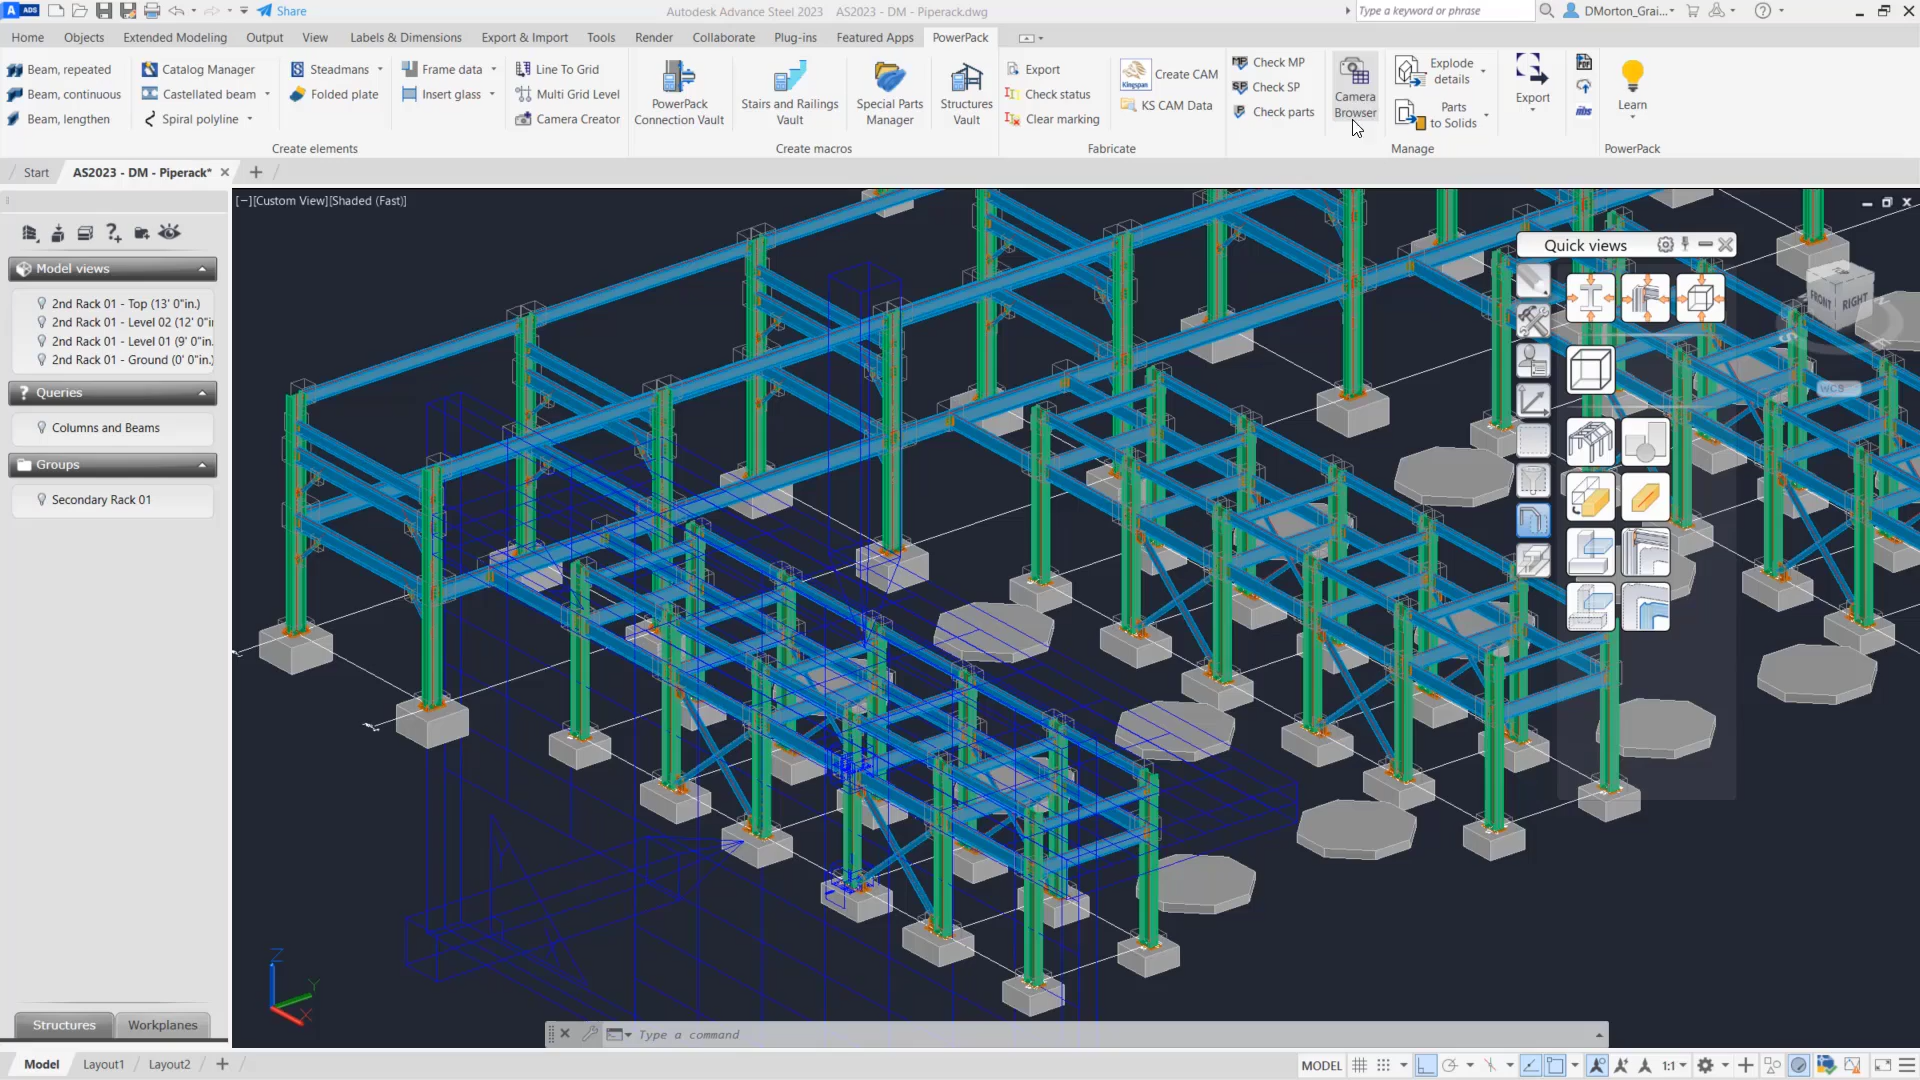 A ADS
Share
Autodesk Advance Steel 2023 AS2023 - DM - Piperack.dwg
Type a keyword or phrase
DMorton_Grai...
Home Objects Extended Modeling Output View Labels & Dimensions Export & Import Tools Render Collaborate Plug-ins Featured Apps PowerPack
Beam, repeated
Beam, continuous
Beam, lengthen
Catalog Manager
Castellated beam
Spiral polyline
Steadmans
Folded plate
Frame data
Insert glass
Line To Grid
Multi Grid Level
Camera Creator
Create elements
PowerPack
Connection Vault
Stairs and Railings
Vault
Special Parts
Manager
Structures
Vault
Create macros
Export
Check status
Clear marking
Kingspan
Create CAM
KS CAM Data
Fabricate
Check MP
Check SP
Check parts
Camera
Browser
Explode
details
Parts
to Solids
Export
Manage
Learn
PowerPack
Start AS2023 - DM - Piperack*
[−][Custom View][Shaded (Fast)]
Model views
2nd Rack 01 - Top (13' 0"in.)
2nd Rack 01 - Level 02 (12' 0"i
2nd Rack 01 - Level 01 (9' 0"in.
2nd Rack 01 - Ground (0' 0"in.)
Queries
Columns and Beams
Groups
Secondary Rack 01
Quick views
FRONT RIGHT
S
WCS
Z
Y
X
Structures Workplanes
Type a command
Model Layout1 Layout2
MODEL
1:1